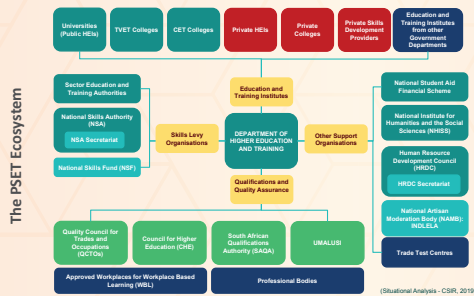 The PSET Ecosystem
Universities
(Public HEIs)
TVET Colleges
CET Colleges
Private HEIs
Private
Colleges
Private Skills
Development
Providers
Education and
Training Institutes
from other
Government
Departments
Education and
Training Institutes
Sector Education and
Training Authorities
National Skills Authority
(NSA)
NSA Secretariat
National Skills Fund (NSF)
Skills Levy
Organisations
DEPARTMENT OF
HIGHER EDUCATION
AND TRAINING
Other Support
Organisations
National Student Aid
Financial Scheme
National Institute for
Humanities and the Social
Sciences (NHISS)
Human Resource
Development Council
(HRDC)
HRDC Secretariat
National Artisan
Moderation Body (NAMB):
INDLELA
Trade Test Centres
Qualifications and
Quality Assurance
Quality Council for
Trades and
Occupations
(QCTOs)
Council for Higher
Education (CHE)
South African
Qualifications
Authority (SAQA)
UMALUSI
Approved Workplaces for Workplace Based
Learning (WBL)
Professional Bodies
(Situational Analysis - CSIR, 2019